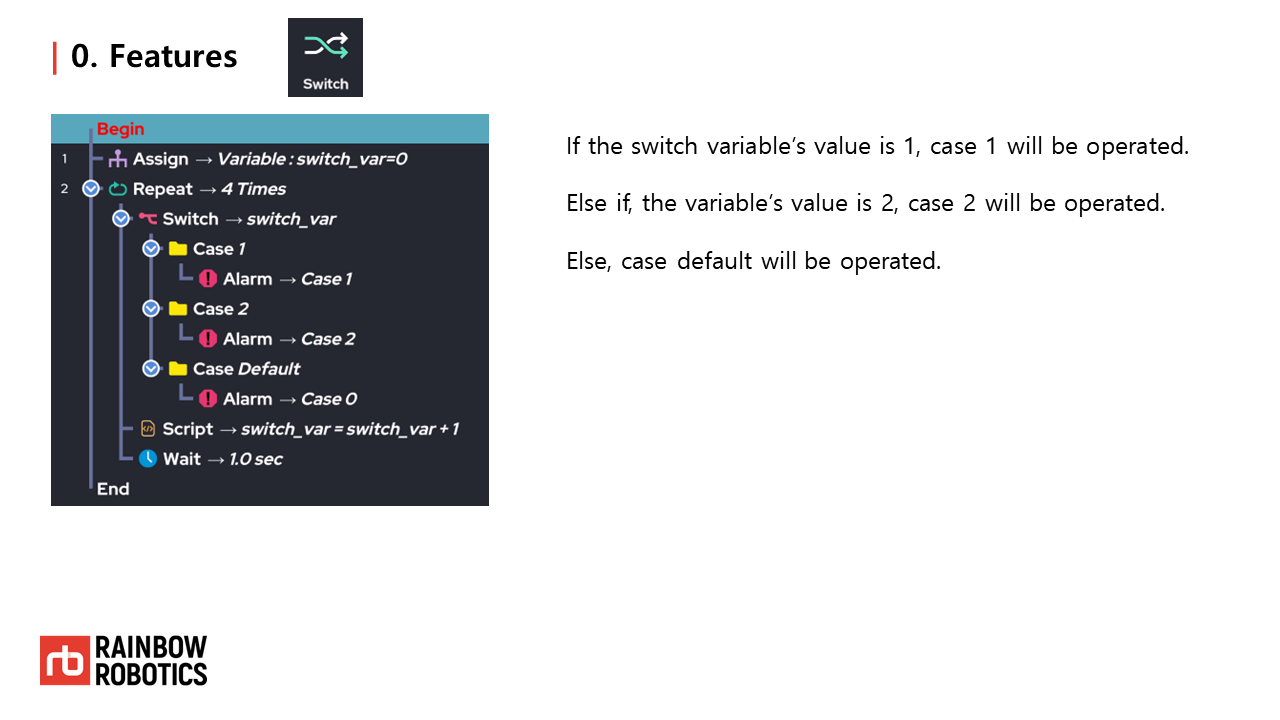 0. Features
Switch
Begin
1 Assign → Variable : switch_var=0
2 Repeat → 4 Times
Switch → switch_var
Case 1
Alarm → Case 1
Case 2
Alarm → Case 2
Case Default
Alarm → Case 0
Script → switch_var = switch_var + 1
Wait → 1.0 sec
End
If the switch variable’s value is 1, case 1 will be operated.
Else if, the variable’s value is 2, case 2 will be operated.
Else, case default will be operated.
rb
RAINBOW
ROBOTICS